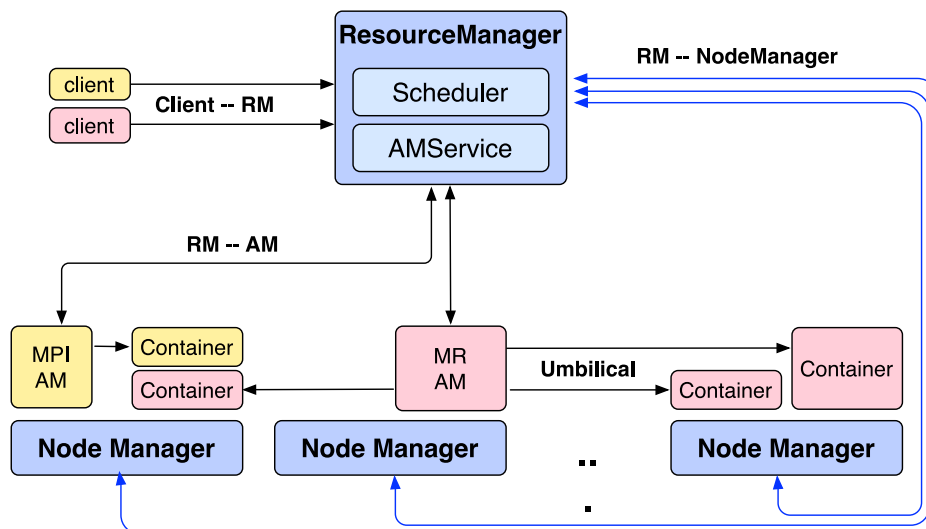 ResourceManager
RM -- NodeManager
client
Scheduler
Client -- RM
client
AMService
RM -- AM
MPI
AM
Container
Container
MR
AM
Umbilical
Container
Container
Node Manager
Node Manager
..
.
Node Manager